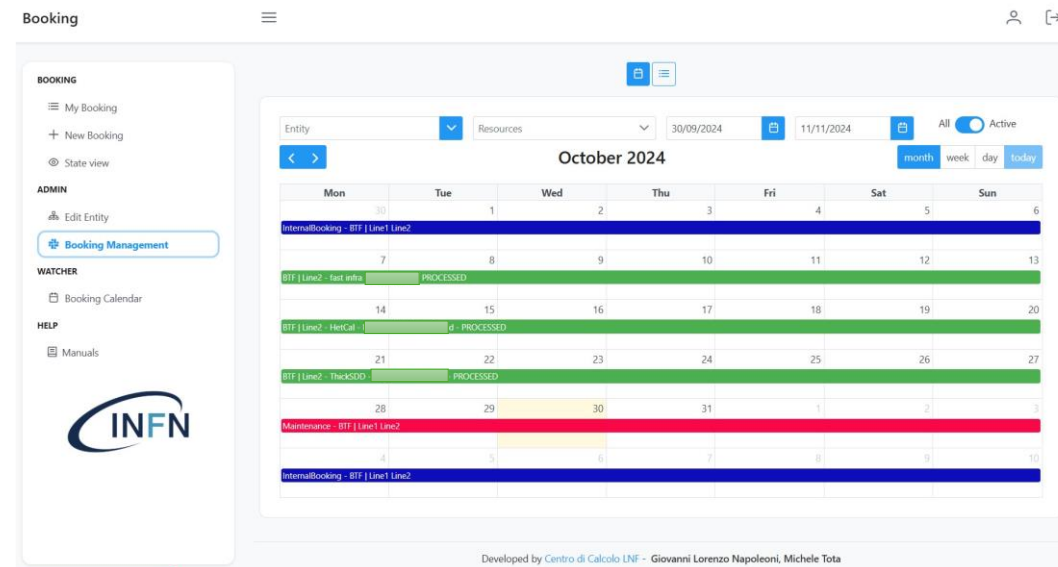 Booking
BOOKING
My Booking
New Booking
State view
ADMIN
Edit Entity
Booking Management
WATCHER
Booking Calendar
HELP
Manuals
INFN
Entity
Resources
30/09/2024
11/11/2024
All
Active
October 2024
month week day today
Mon Tue Wed Thu Fri Sat Sun
30 1 2 3 4 5 6
InternalBooking - BTF | Line1 Line2
7 8 9 10 11 12 13
BTF | Line2 - fast infra PROCESSED
14 15 16 17 18 19 20
BTF | Line2 - HetCal - d - PROCESSED
21 22 23 24 25 26 27
BTF | Line2 - ThickSDD - - PROCESSED
28 29 30 31 1 2 3
Maintenance - BTF | Line1 Line2
4 5 6 7 8 9 10
InternalBooking - BTF | Line1 Line2
Developed by Centro di Calcolo LNF - Giovanni Lorenzo Napoleoni, Michele Tota